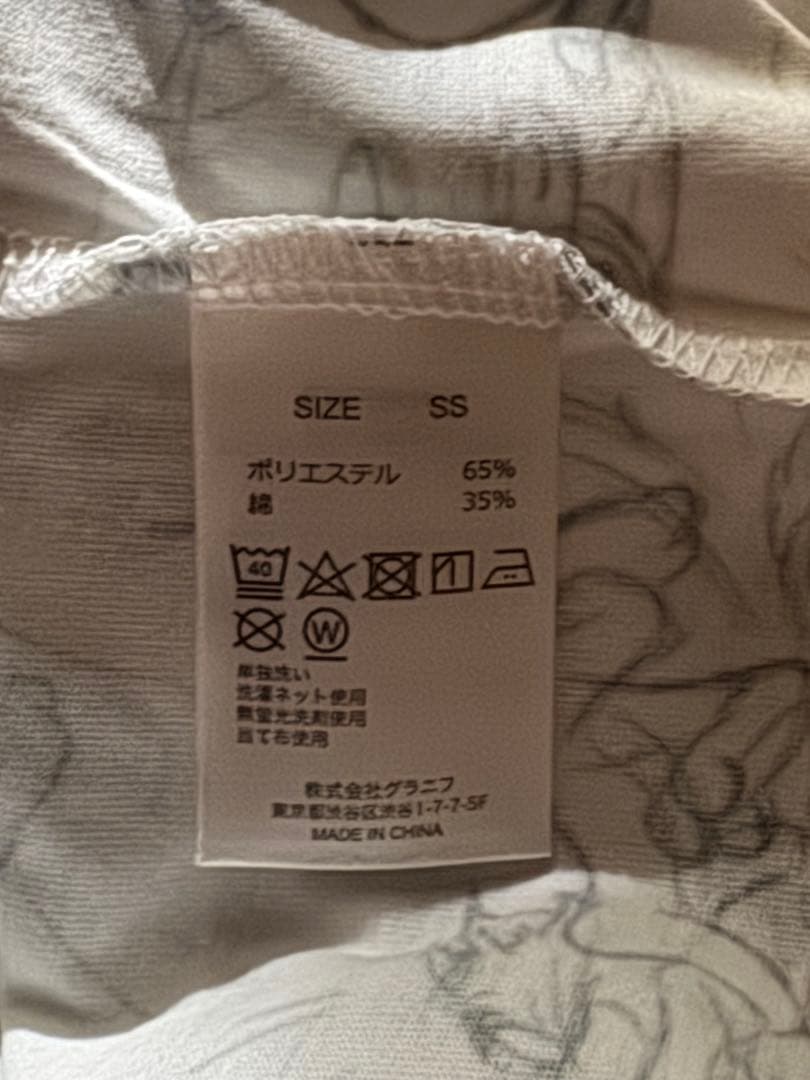 SIZE SS
ポリエステル 65%
綿 35%
40
W
単独洗い
洗濯ネット使用
無蛍光洗剤使用
当て布使用
株式会社グラニフ
東京都渋谷区渋谷1-7-7-5F
MADE IN CHINA